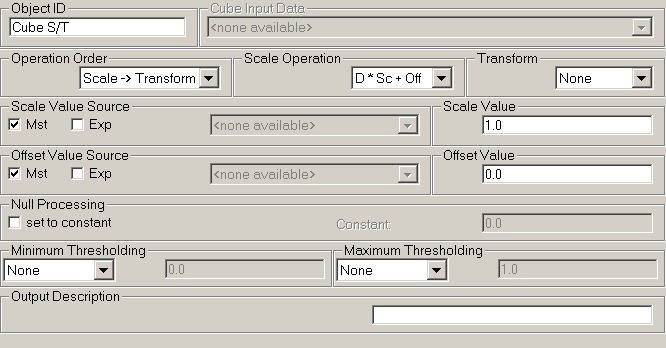 Object ID Cube Input Data
Cube S/T <none available>
Operation Order Scale Operation Transform
Scale -> Transform D * Sc + Off None
Scale Value Source Scale Value
Mst Exp <none available> 1.0
Offset Value Source Offset Value
Mst Exp <none available> 0.0
Null Processing
set to constant Constant: 0.0
Minimum Thresholding Maximum Thresholding
None 0.0 None 1.0
Output Description